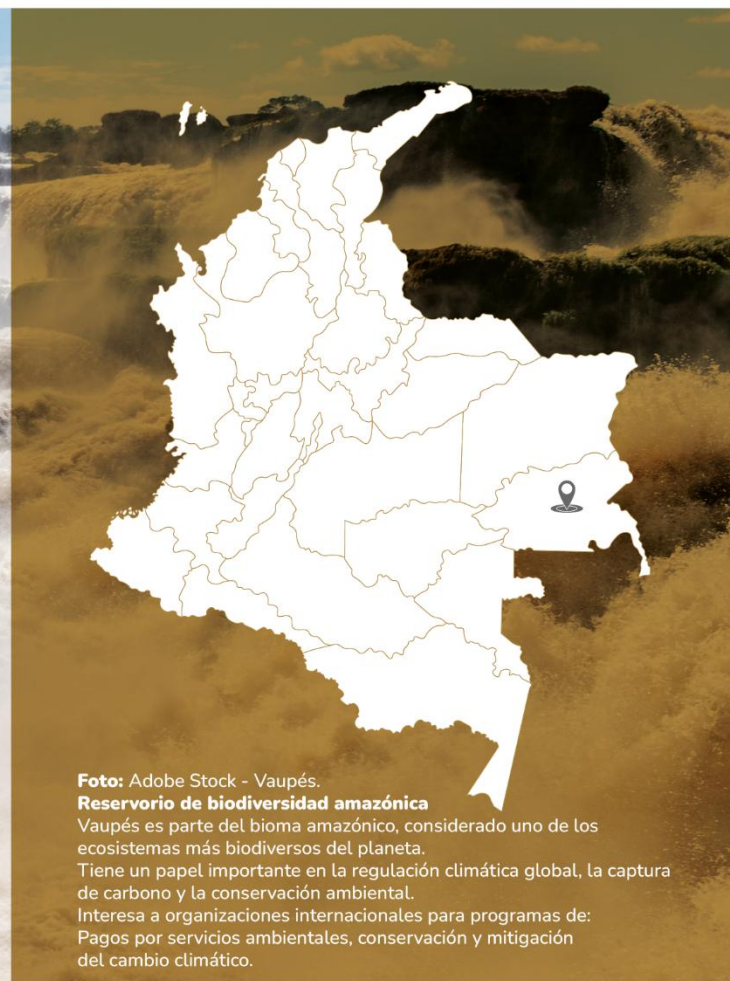 Foto: Adobe Stock - Vaupés.
Reservorio de biodiversidad amazónica
Vaupés es parte del bioma amazónico, considerado uno de los
ecosistemas más biodiversos del planeta.
Tiene un papel importante en la regulación climática global, la captura
de carbono y la conservación ambiental.
Interesa a organizaciones internacionales para programas de:
Pagos por servicios ambientales, conservación y mitigación
del cambio climático.